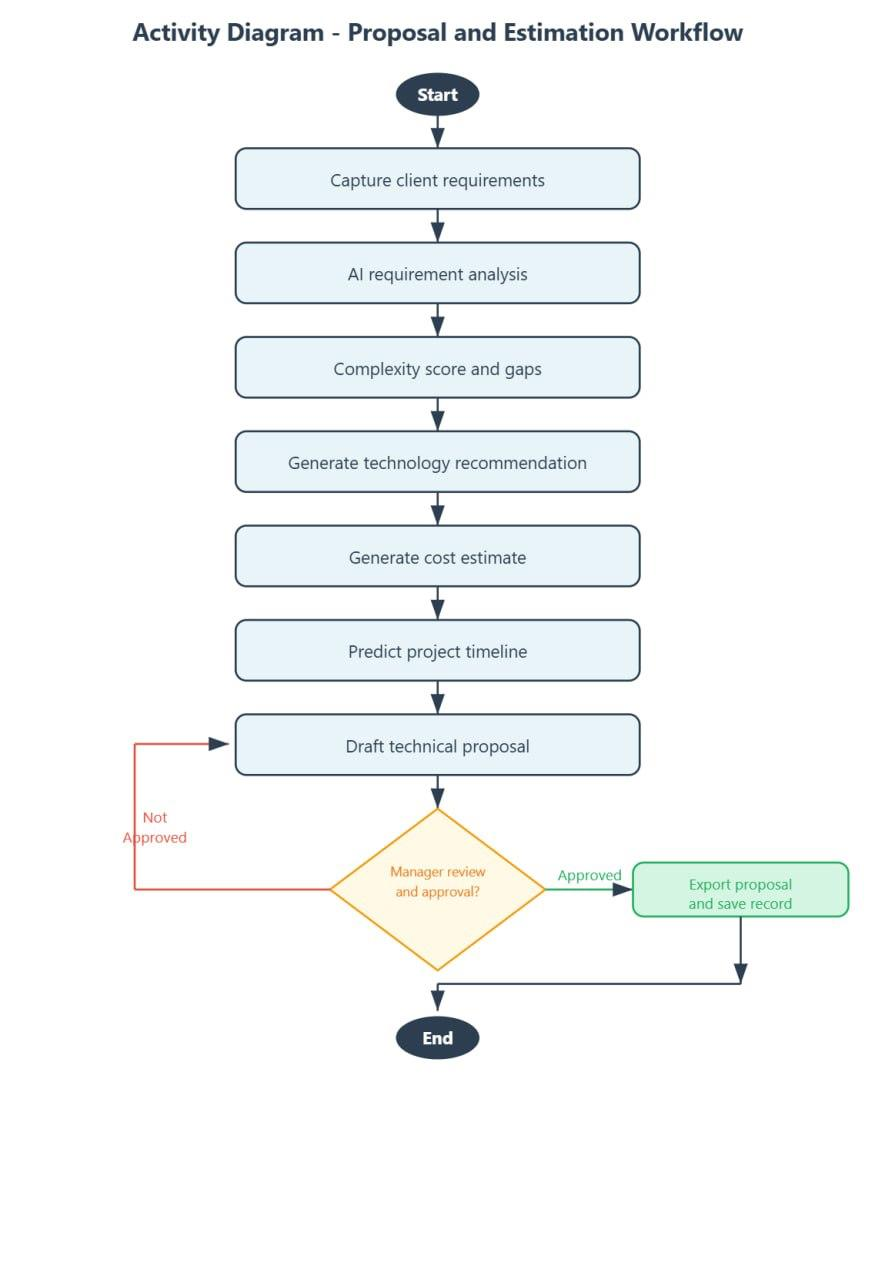 Activity Diagram - Proposal and Estimation Workflow
Start
Capture client requirements
AI requirement analysis
Complexity score and gaps
Generate technology recommendation
Generate cost estimate
Predict project timeline
Draft technical proposal
Not
Approved
Manager review
and approval?
Approved
Export proposal
and save record
End